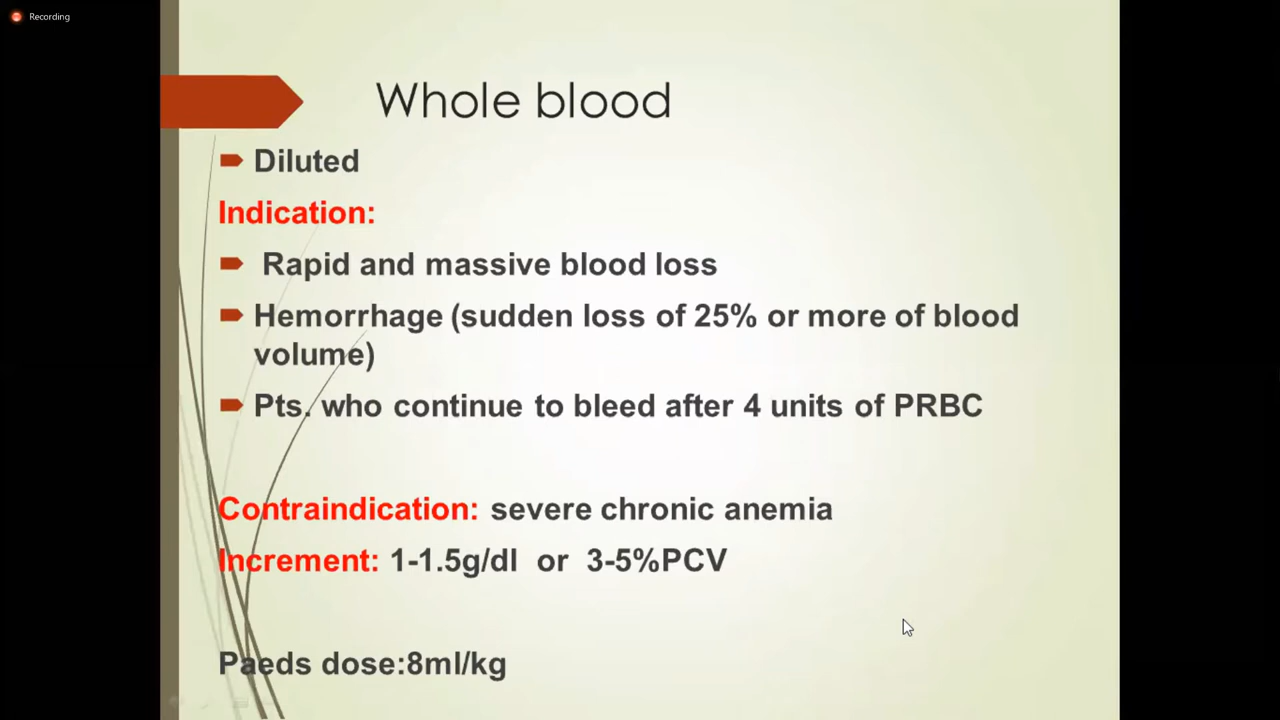 Recording
Whole blood
Diluted
Indication:
Rapid and massive blood loss
Hemorrhage (sudden loss of 25% or more of blood
volume)
Pts. who continue to bleed after 4 units of PRBC
Contraindication: severe chronic anemia
Increment: 1-1.5g/dl or 3-5%PCV
Paeds dose:8ml/kg